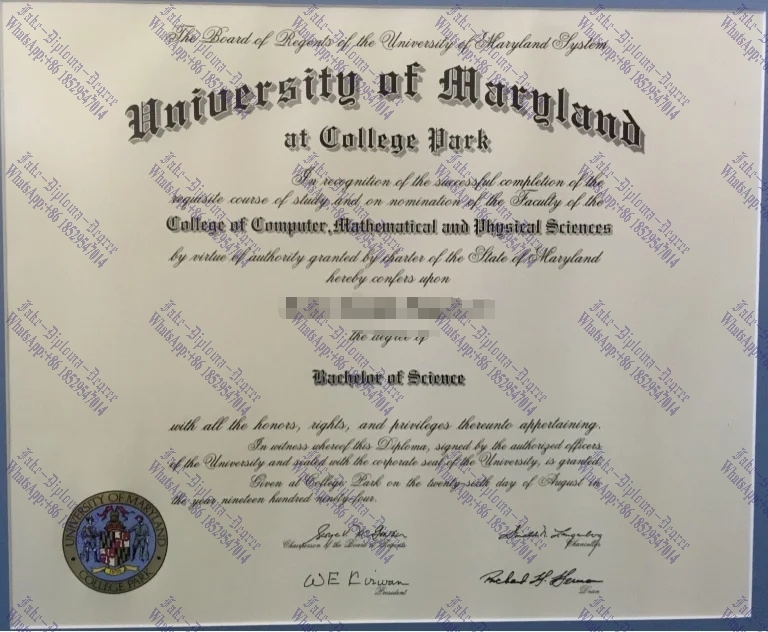 The Board of Regents of the University of Maryland System
University of Maryland
at College Park
In recognition of the successful completion of the
requisite course of study and on nomination of the Faculty of the
College of Computer, Mathematical and Physical Sciences
by virtue of authority granted by charter of the State of Maryland
hereby confers upon
the degree of
Bachelor of Science
with all the honors, rights, and privileges thereunto appertaining.
In witness whereof this Diploma, signed by the authorized officers
of the University and sealed with the corporate seal of the University, is granted.
Given at College Park on the twenty-sixth day of August in
the year nineteen hundred ninety-four.
UNIVERSITY OF MARYLAND
COLLEGE PARK
Chairperson of the Board of Regents
Chancellor
W E Kirwan
President
Richard H. Herman
Dean
Fake-Diploma-Degree
WhatsApp:+86 18529547014